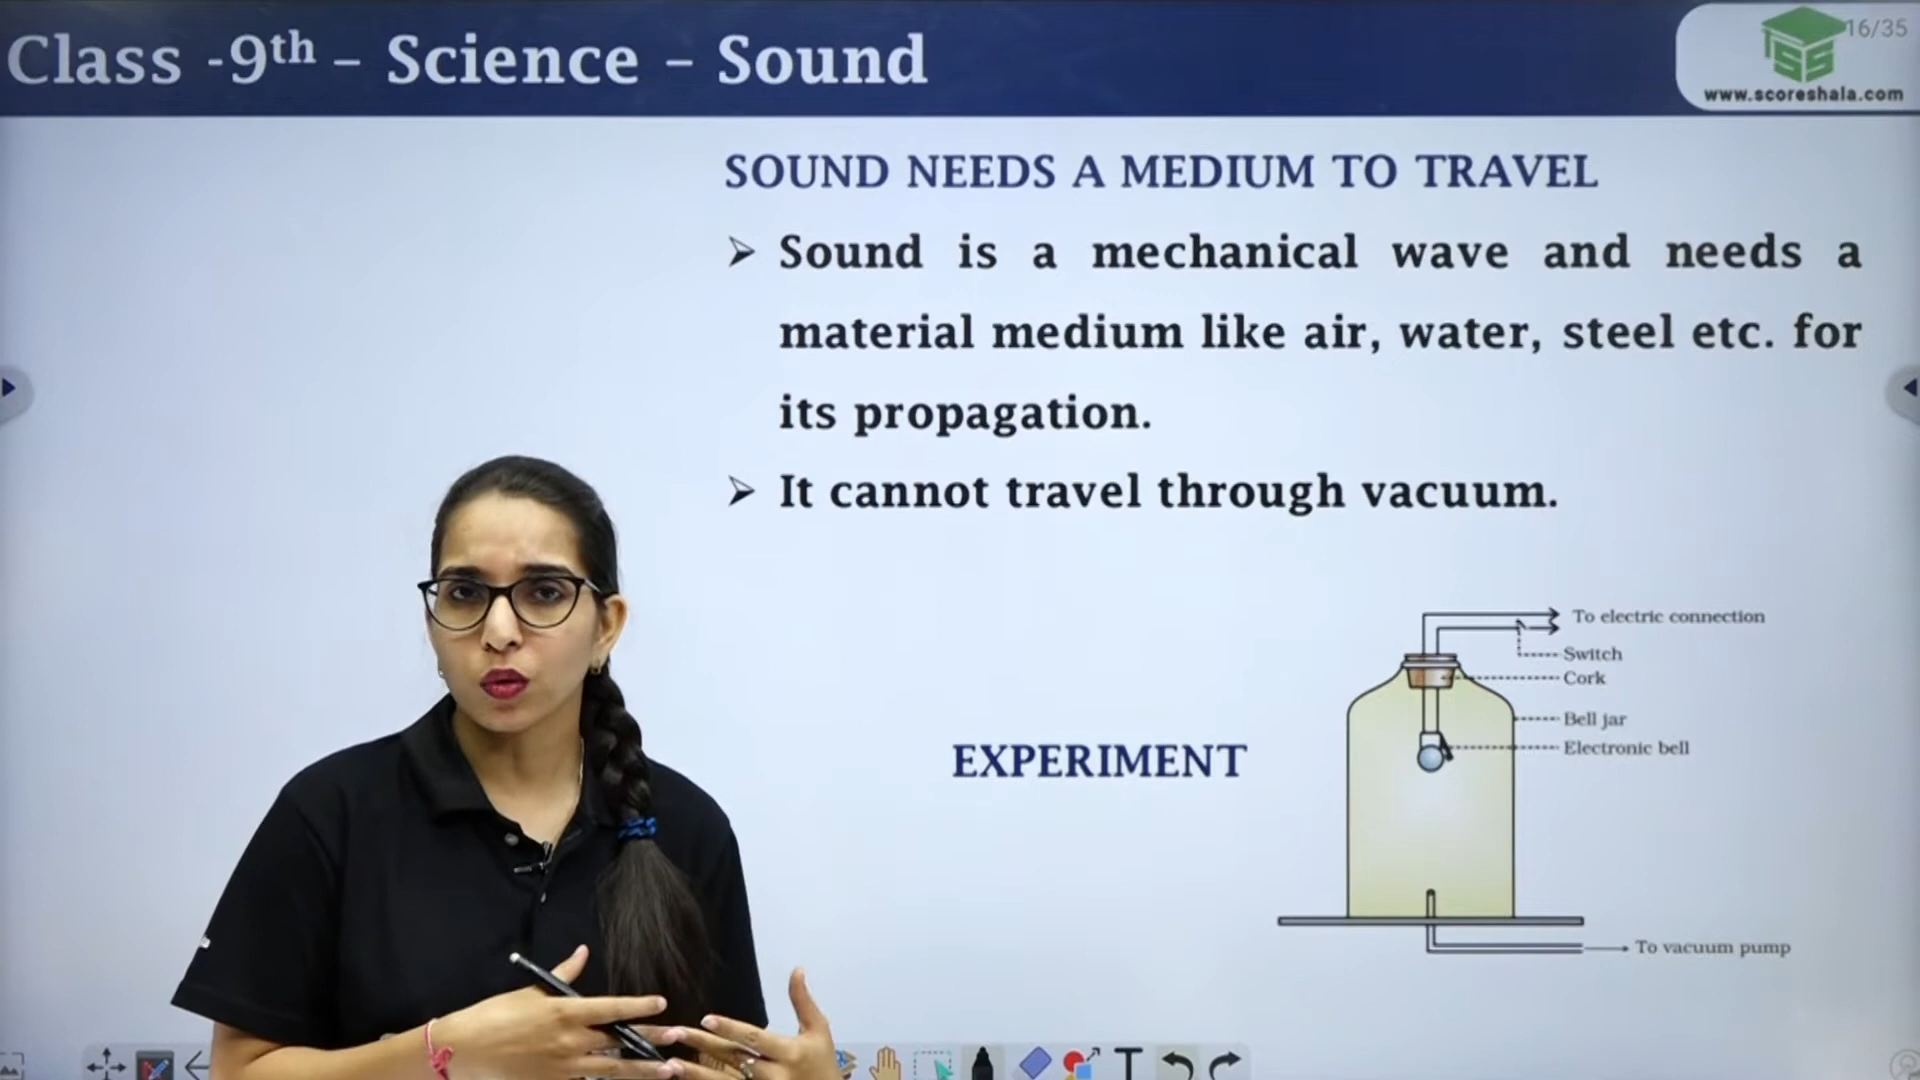 Class -9th – Science – Sound
16/35
www.scoreshala.com
SOUND NEEDS A MEDIUM TO TRAVEL
➢ Sound is a mechanical wave and needs a
material medium like air, water, steel etc. for
its propagation.
➢ It cannot travel through vacuum.
To electric connection
Switch
Cork
Bell jar
Electronic bell
EXPERIMENT
To vacuum pump